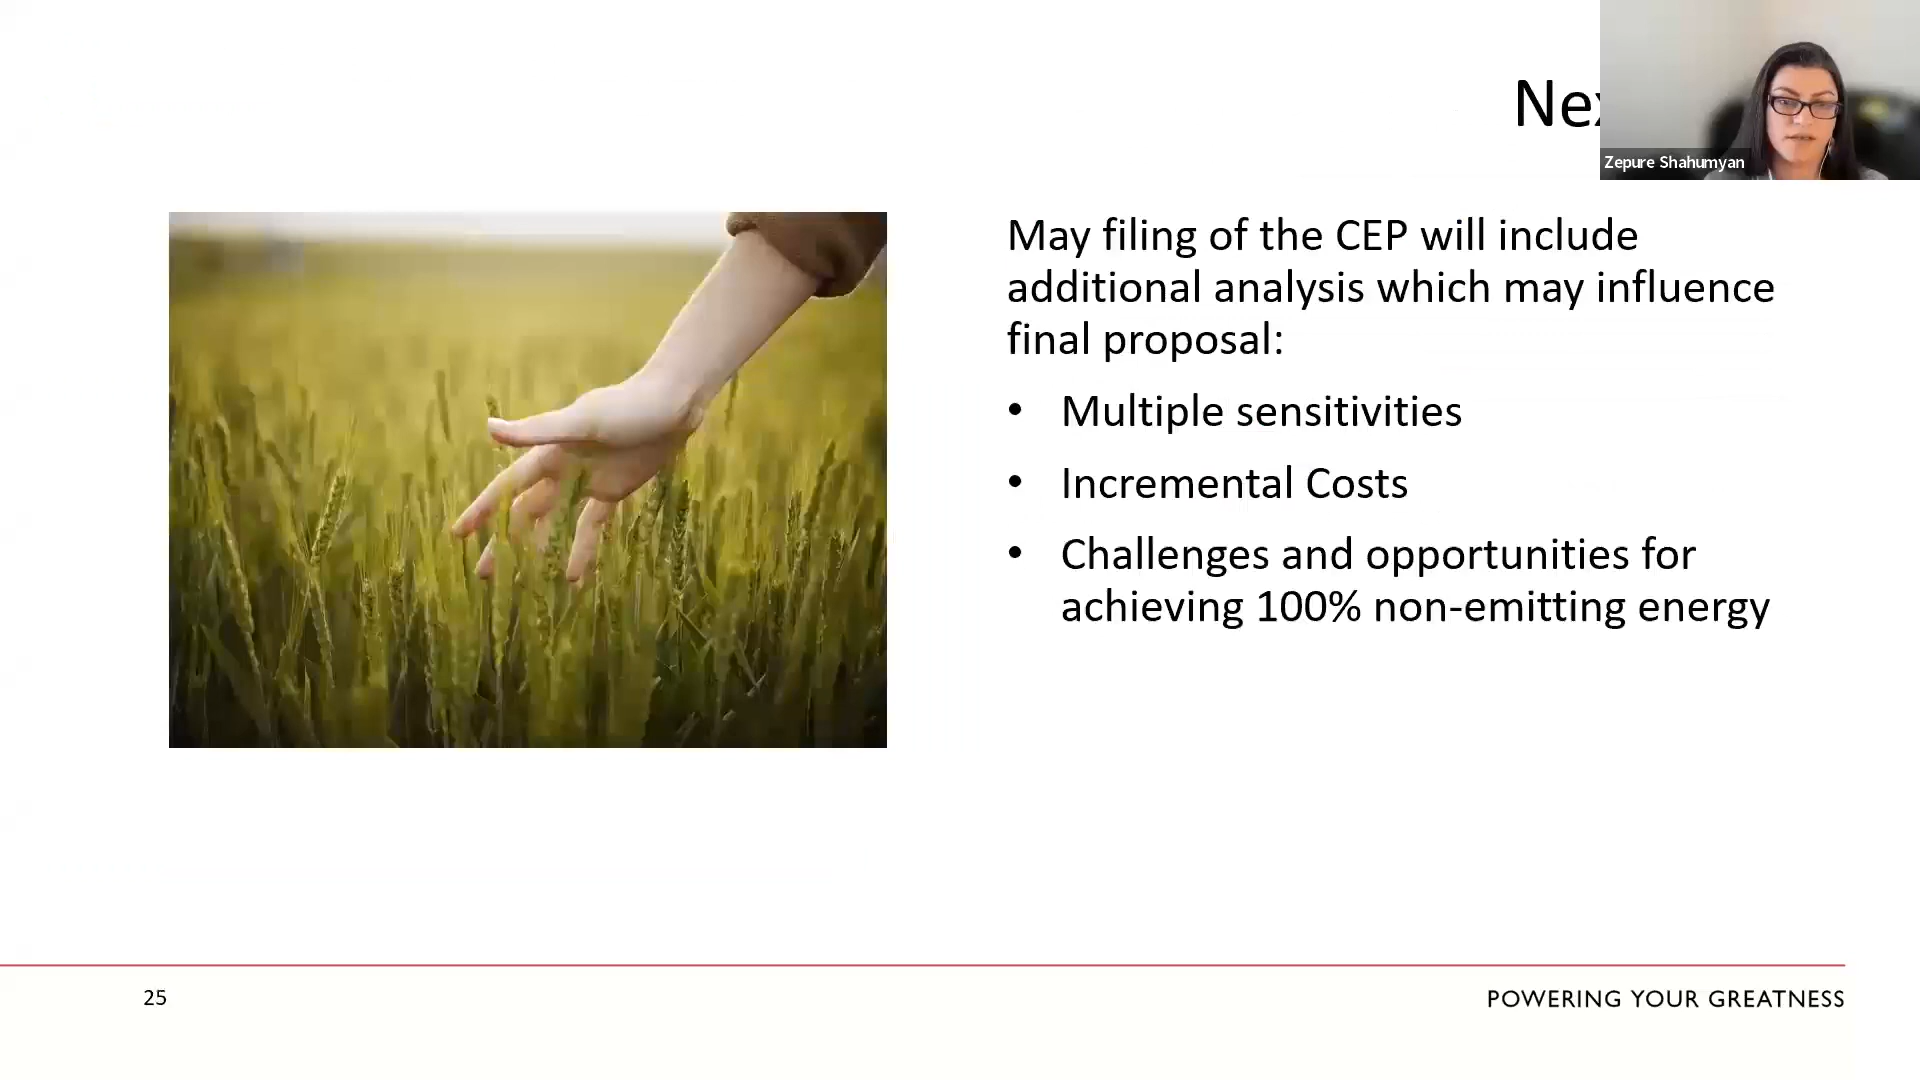 Zepure Shahumyan
May filing of the CEP will include
additional analysis which may influence
final proposal:
• Multiple sensitivities
• Incremental Costs
• Challenges and opportunities for
achieving 100% non-emitting energy
25
POWERING YOUR GREATNESS